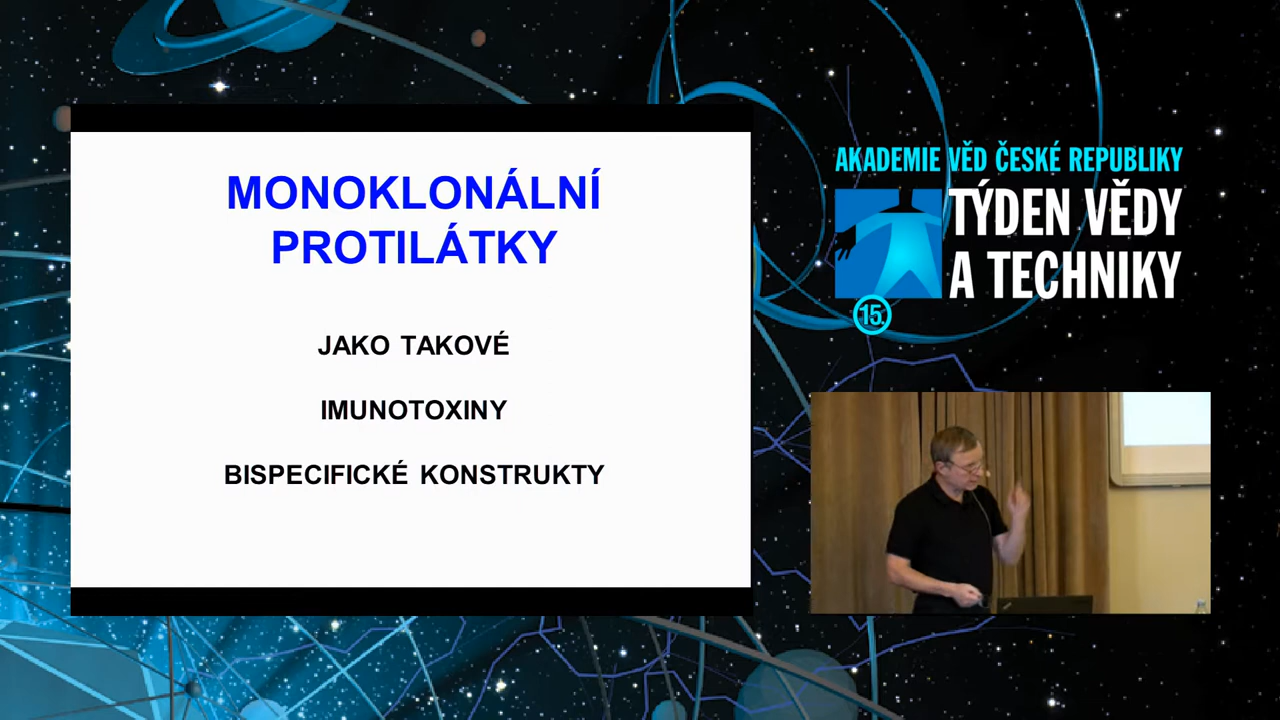 MONOKLONÁLNÍ
PROTILÁTKY
JAKO TAKOVÉ
IMUNOTOXINY
BISPECIFICKÉ KONSTRUKTY
AKADEMIE VĚD ČESKÉ REPUBLIKY
TÝDEN VĚDY
A TECHNIKY
15.